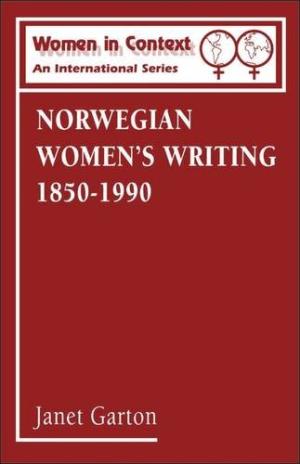 Women in Context
An International Series
NORWEGIAN
WOMEN'S WRITING
1850-1990
Janet Garton